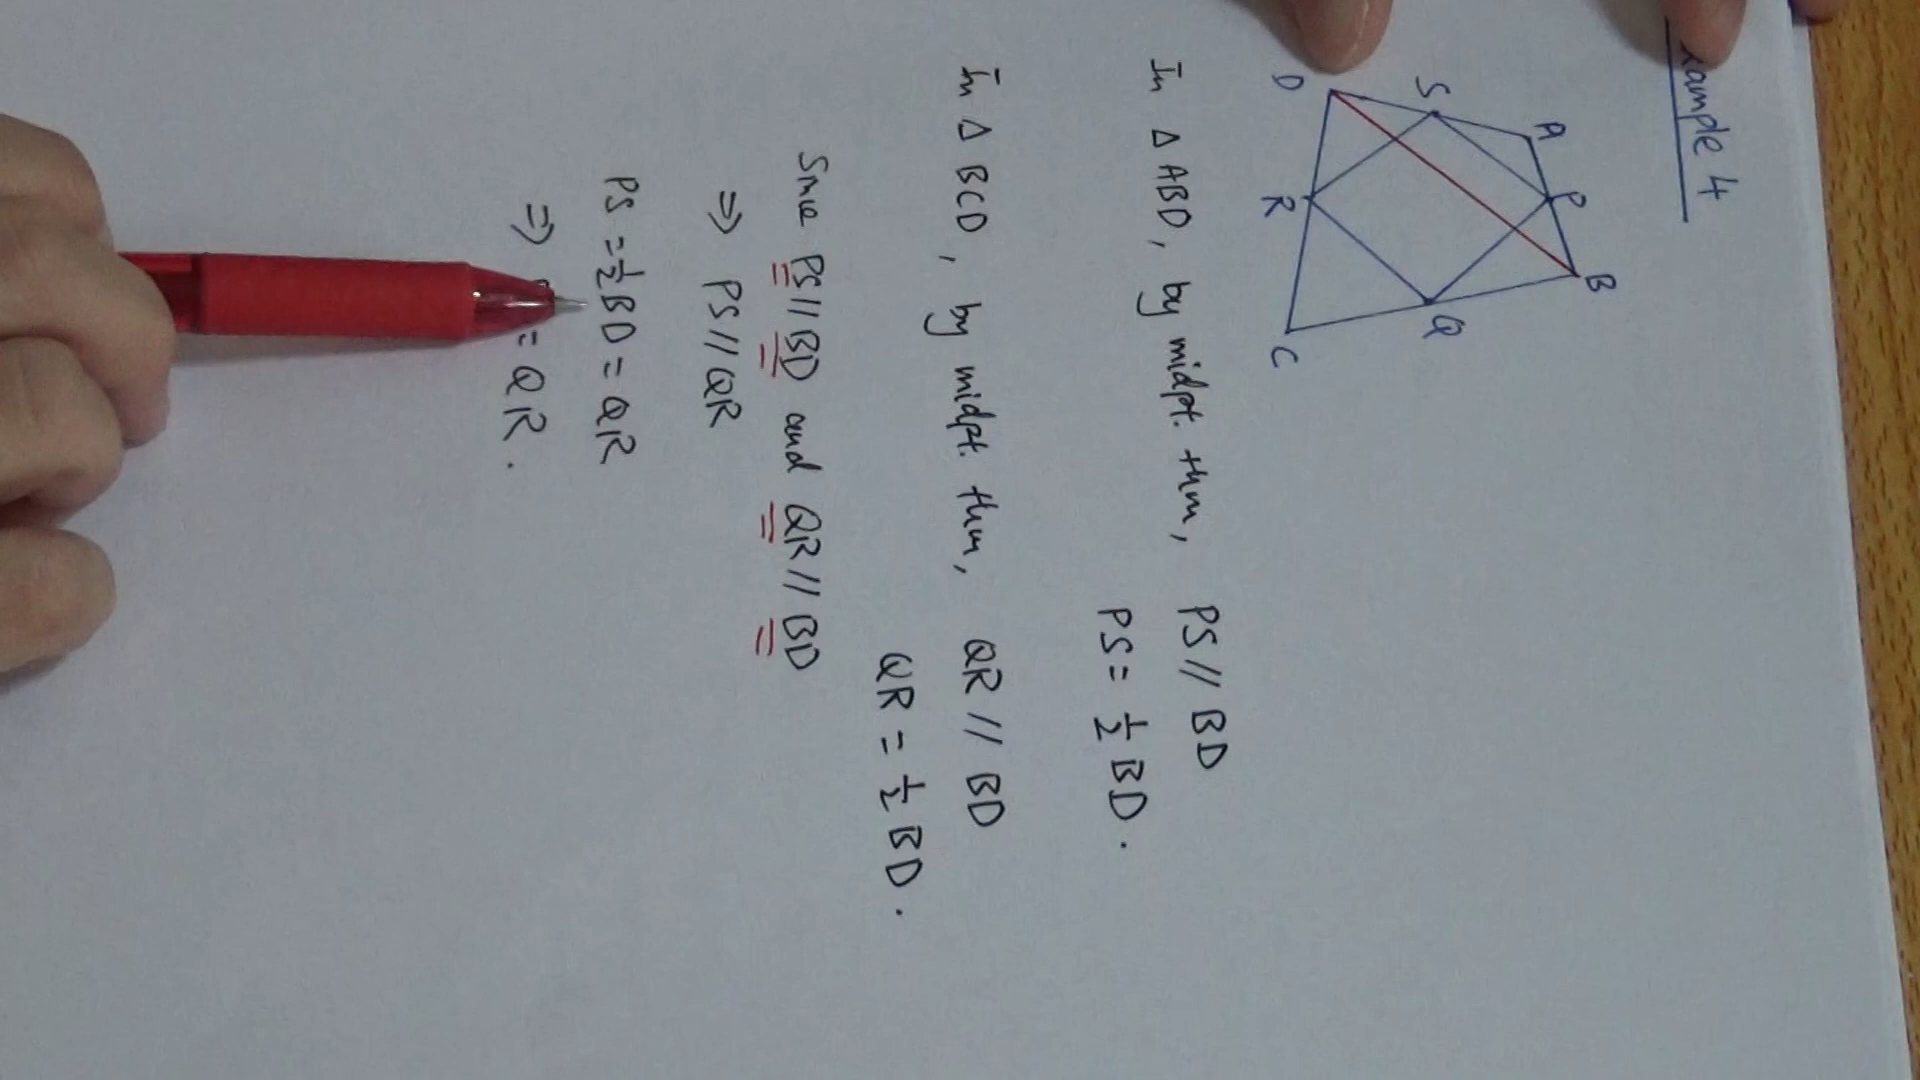 xample 4
A
B
P
S
Q
D
R
C
In △ ABD, by midpt. thm, PS // BD
PS = ½ BD.
In △ BCD, by midpt. thm, QR // BD
QR = ½ BD.
Since PS // BD and QR // BD
⇒ PS // QR
PS = ½ BD = QR
⇒ = QR.